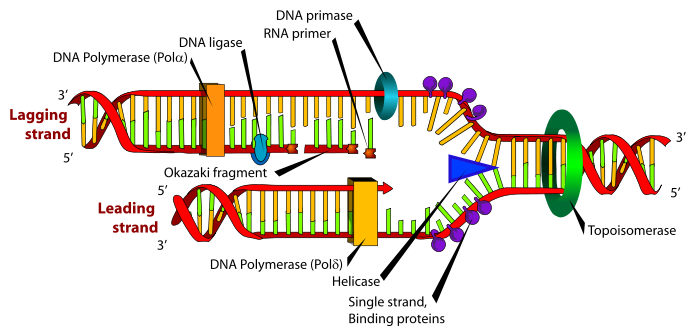 DNA primase
RNA primer
DNA ligase
DNA Polymerase (Polα)
3’
Lagging
strand
5’
Okazaki fragment
3’
5’
Topoisomerase
5’
Leading
strand
3’
DNA Polymerase (Polδ)
Helicase
Single strand,
Binding proteins